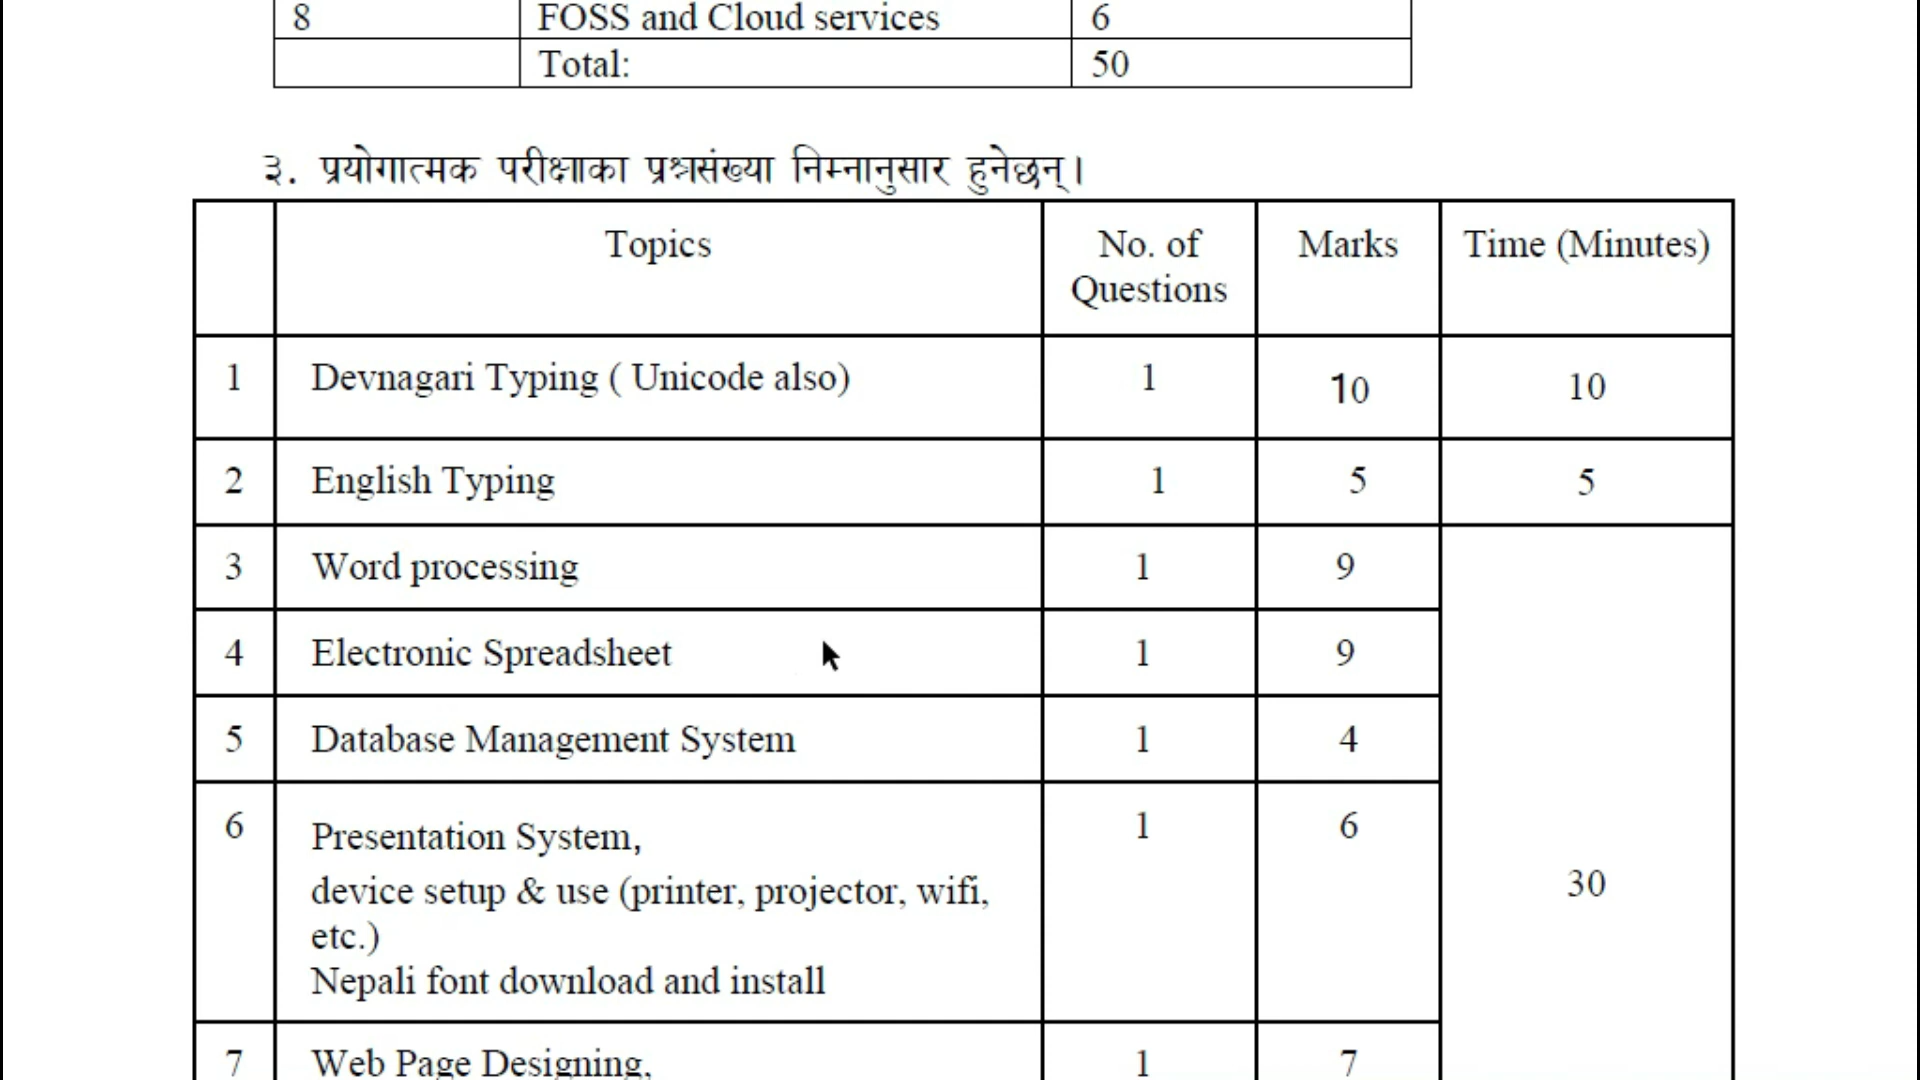 8 FOSS and Cloud services 6
Total: 50
३. प्रयोगात्मक परीक्षाका प्रश्नसंख्या निम्नानुसार हुनेछन्।
Topics No. of Questions Marks Time (Minutes)
1 Devnagari Typing ( Unicode also) 1 10 10
2 English Typing 1 5 5
3 Word processing 1 9
4 Electronic Spreadsheet 1 9
5 Database Management System 1 4
6 Presentation System, 1 6
device setup & use (printer, projector, wifi,
etc.)
30
Nepali font download and install
7 Web Page Designing, 1 7